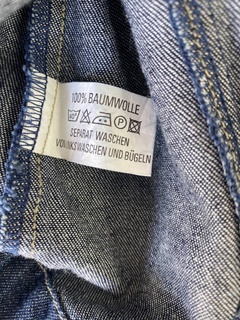 100% BAUMWOLLE
P
SEPARAT WASCHEN
VON LINKS WASCHEN UND BÜGELN